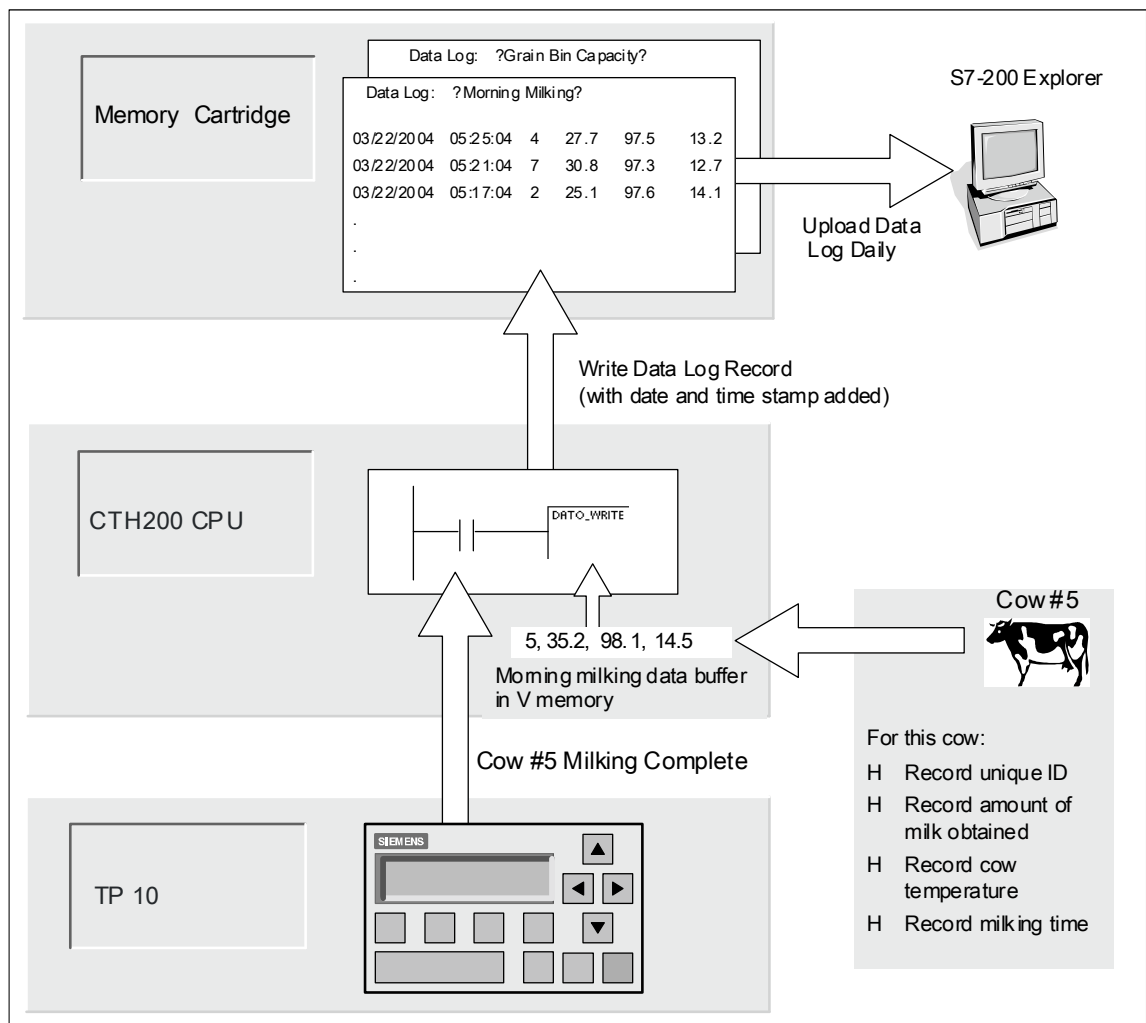 Data Log: ?Grain Bin Capacity?
Memory Cartridge
Data Log: ?Morning Milking?
03/22/2004 05:25:04 4 27.7 97.5 13.2
03/22/2004 05:21:04 7 30.8 97.3 12.7
03/22/2004 05:17:04 2 25.1 97.6 14.1
.
.
.
S7-200 Explorer
Upload Data
Log Daily
Write Data Log Record
(with date and time stamp added)
CTH200 CPU
DATO_WRITE
5, 35.2, 98.1, 14.5
Morning milking data buffer
in V memory
Cow #5
For this cow:
H Record unique ID
H Record amount of
milk obtained
H Record cow
temperature
H Record milking time
Cow #5 Milking Complete
TP 10
SIEMENS